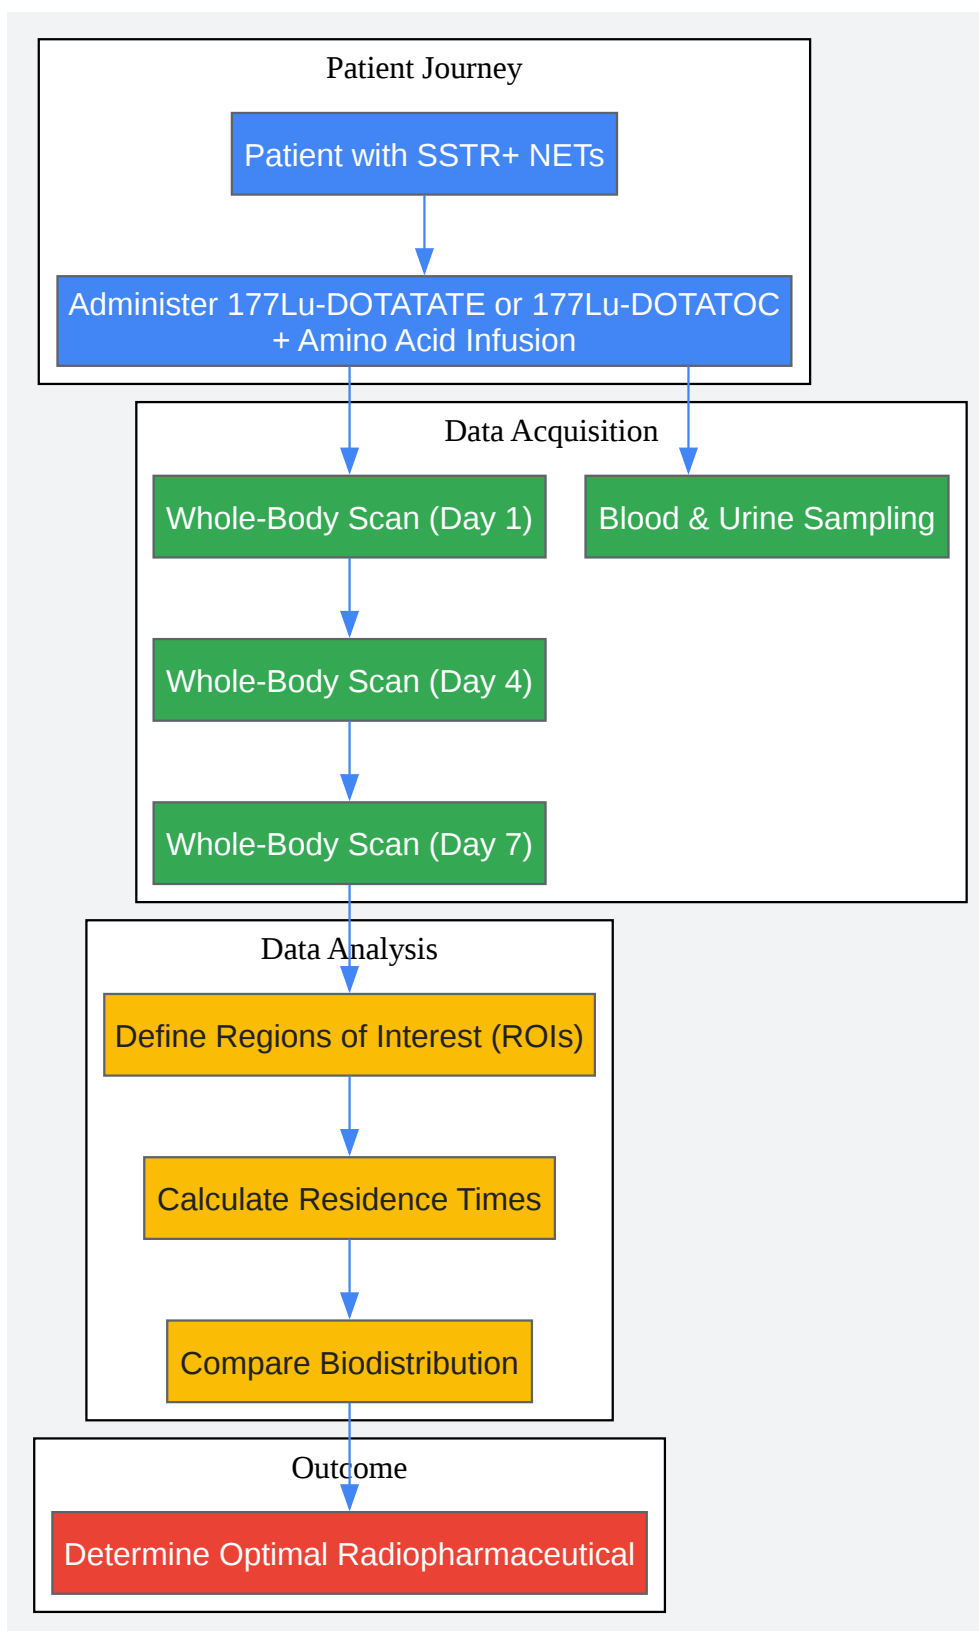 Patient Journey
Patient with SSTR+ NETs
Administer 177Lu-DOTATATE or 177Lu-DOTATOC
+ Amino Acid Infusion
Data Acquisition
Whole-Body Scan (Day 1)
Blood & Urine Sampling
Whole-Body Scan (Day 4)
Whole-Body Scan (Day 7)
Data Analysis
Define Regions of Interest (ROIs)
Calculate Residence Times
Compare Biodistribution
Outcome
Determine Optimal Radiopharmaceutical